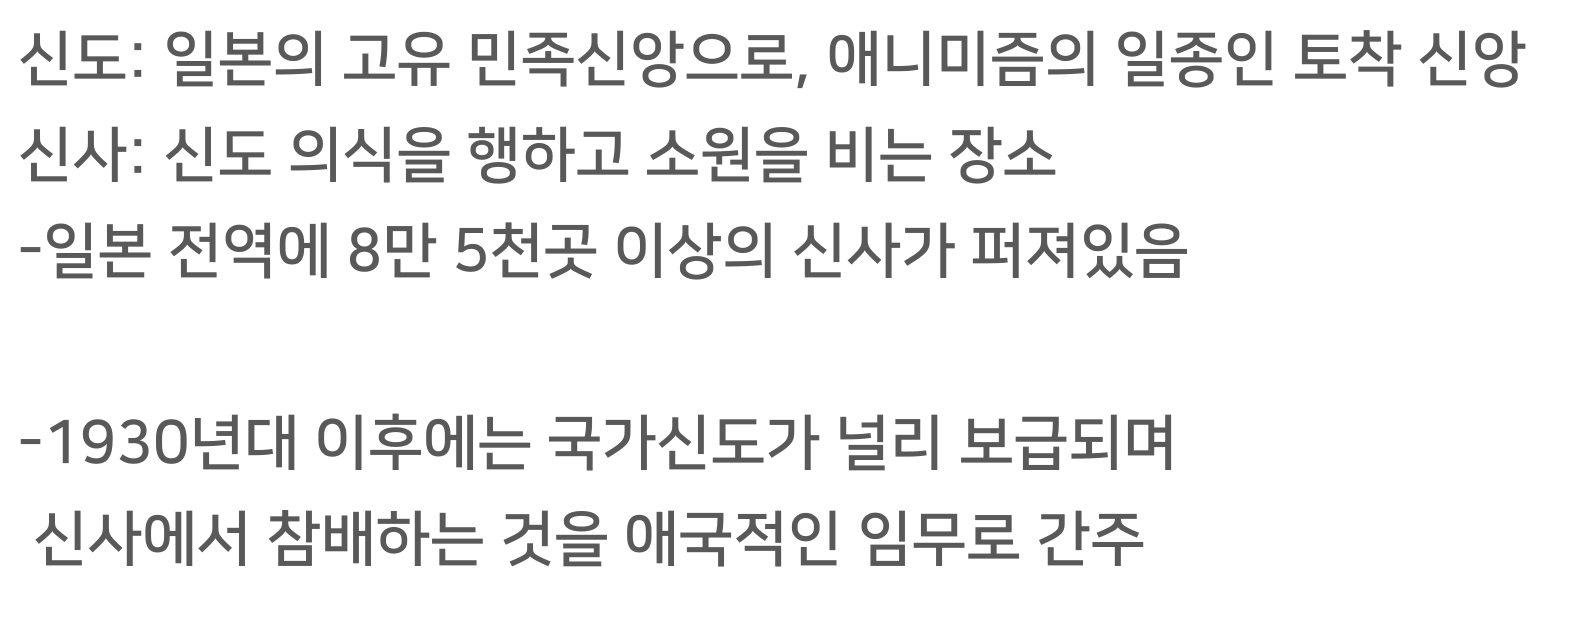 신도: 일본의 고유 민족신앙으로, 애니미즘의 일종인 토착 신앙
신사: 신도 의식을 행하고 소원을 비는 장소
-일본 전역에 8만 5천곳 이상의 신사가 퍼져있음
-1930년대 이후에는 국가신도가 널리 보급되며
신사에서 참배하는 것을 애국적인 임무로 간주